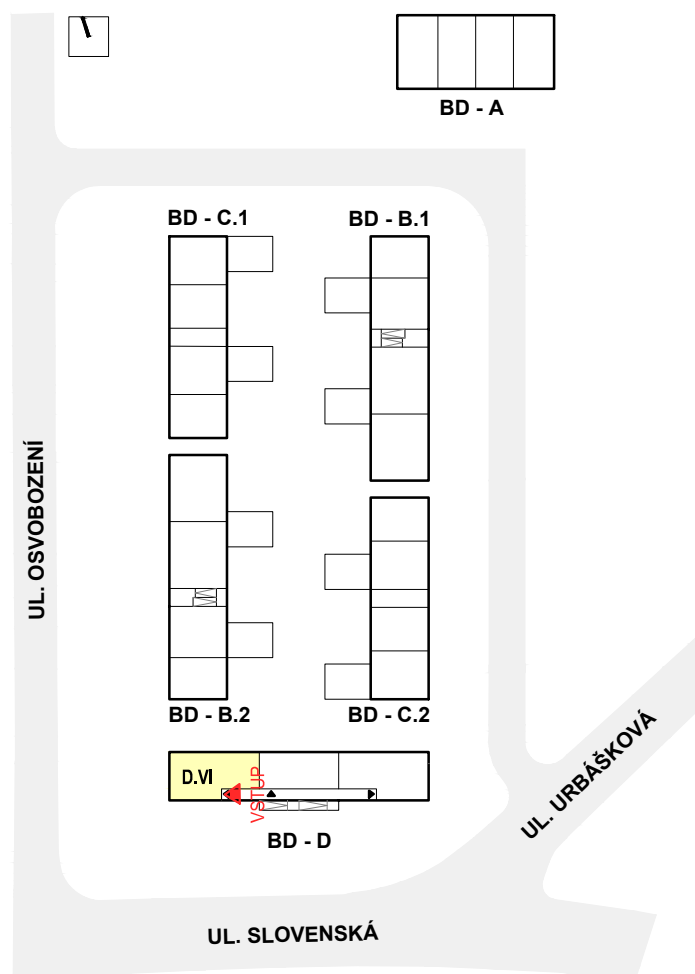 BD - A
BD - C.1
BD - B.1
UL. OSVOBOZENÍ
BD - B.2
BD - C.2
D.VI
VSTUP
UL. URBÁŠKOVÁ
BD - D
UL. SLOVENSKÁ